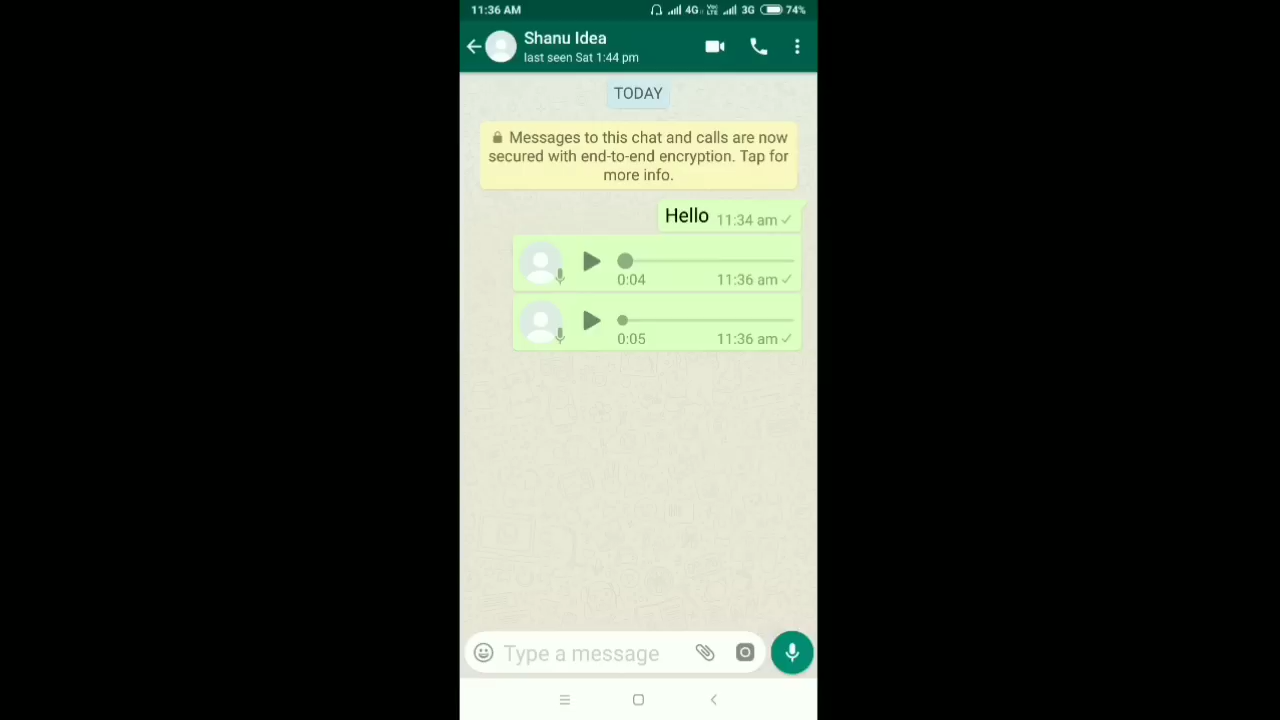 11:36 AM 4G VoLTE 3G 74%
Shanu Idea
last seen Sat 1:44 pm
TODAY
Messages to this chat and calls are now
secured with end-to-end encryption. Tap for
more info.
Hello 11:34 am
0:04 11:36 am
0:05 11:36 am
Type a message